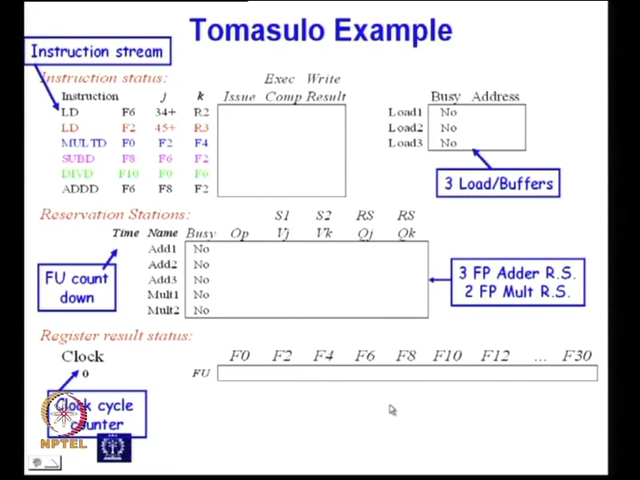 Tomasulo Example
Instruction stream
Instruction status: Exec Write
Instruction j k Issue Comp Result Busy Address
LD F6 34+ R2 Load1 No
LD F2 45+ R3 Load2 No
MULTD F0 F2 F4 Load3 No
SUBD F8 F6 F2
DIVD F10 F0 F6
ADDD F6 F8 F2
3 Load/Buffers
Reservation Stations: S1 S2 RS RS
Time Name Busy Op Vj Vk Qj Qk
Add1 No
Add2 No
Add3 No
Mult1 No
Mult2 No
FU count
down
3 FP Adder R.S.
2 FP Mult R.S.
Register result status:
Clock F0 F2 F4 F6 F8 F10 F12 ... F30
0 FU
Clock cycle
counter
NPTEL